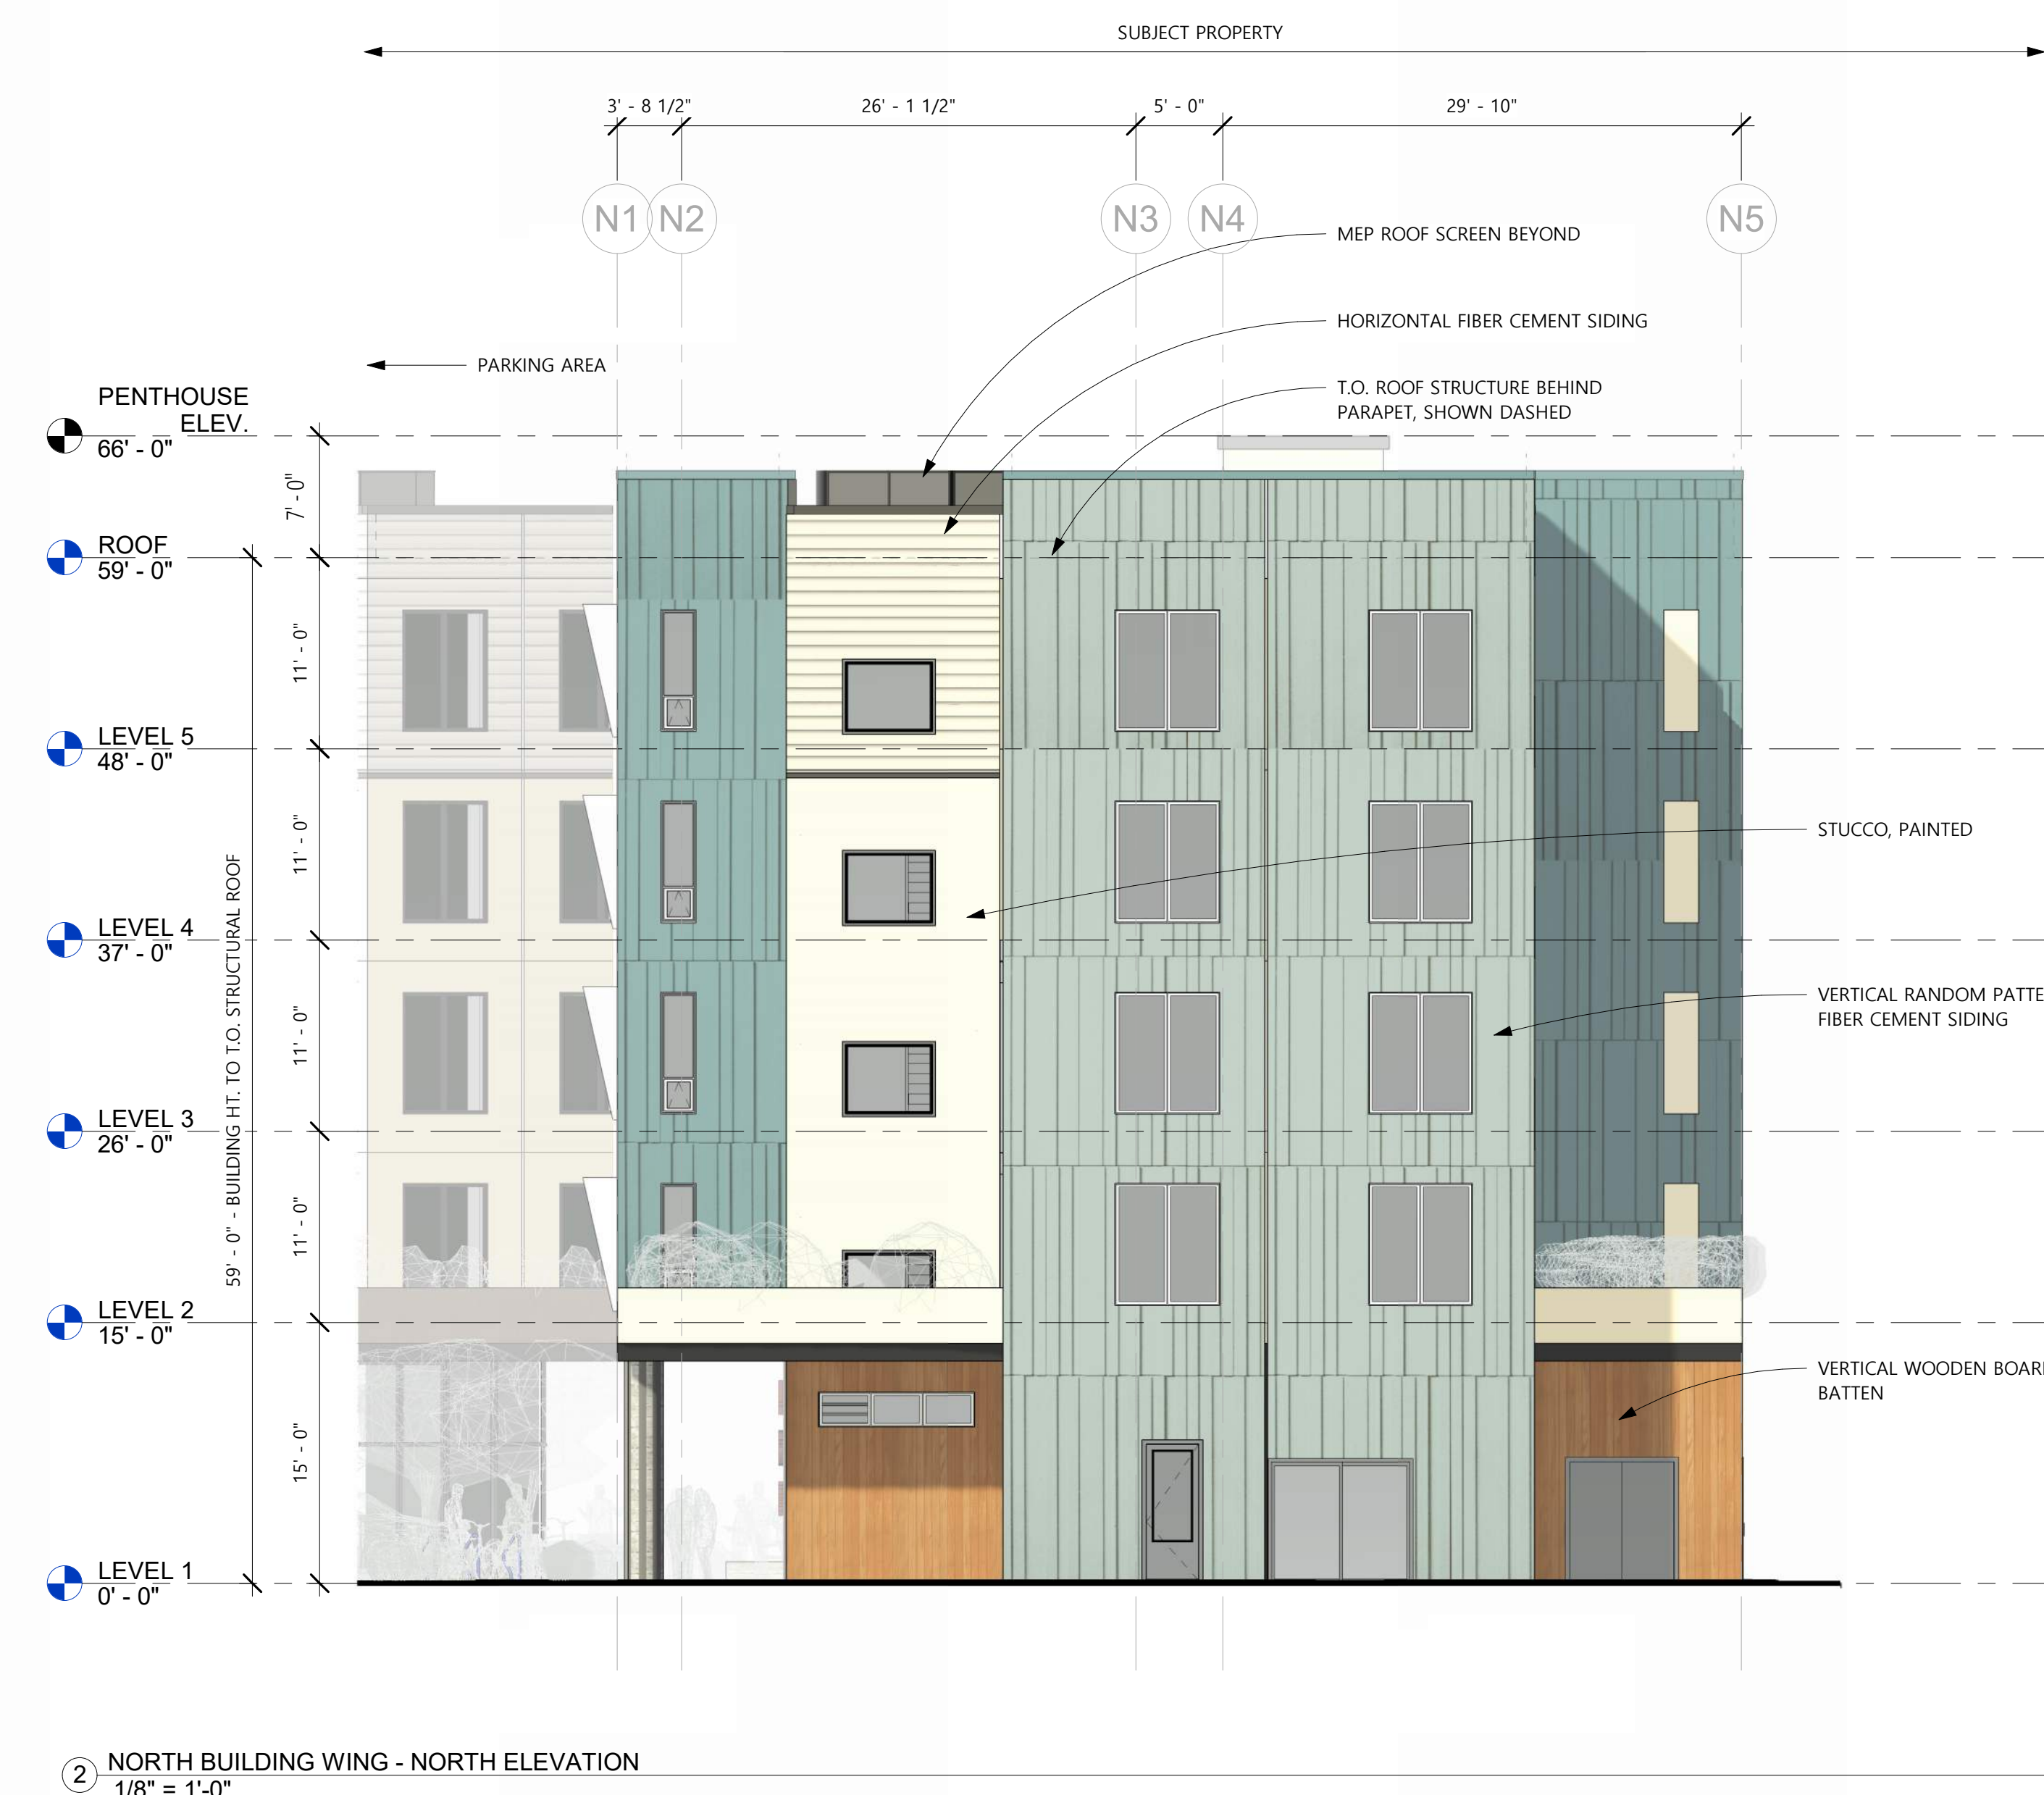 SUBJECT PROPERTY
3' - 8 1/2"
26' - 1 1/2"
5' - 0"
29' - 10"
N1
N2
N3
N4
N5
MEP ROOF SCREEN BEYOND
HORIZONTAL FIBER CEMENT SIDING
PARKING AREA
T.O. ROOF STRUCTURE BEHIND
PARAPET, SHOWN DASHED
PENTHOUSE
ELEV.
66' - 0"
7' - 0"
ROOF
59' - 0"
11' - 0"
LEVEL 5
48' - 0"
11' - 0"
STUCCO, PAINTED
LEVEL 4
37' - 0"
59' - 0" - BUILDING HT. TO T.O. STRUCTURAL ROOF
11' - 0"
VERTICAL RANDOM PATTE
FIBER CEMENT SIDING
LEVEL 3
26' - 0"
11' - 0"
LEVEL 2
15' - 0"
VERTICAL WOODEN BOAR
BATTEN
15' - 0"
LEVEL 1
0' - 0"
2
NORTH BUILDING WING - NORTH ELEVATION
1/8" = 1'-0"